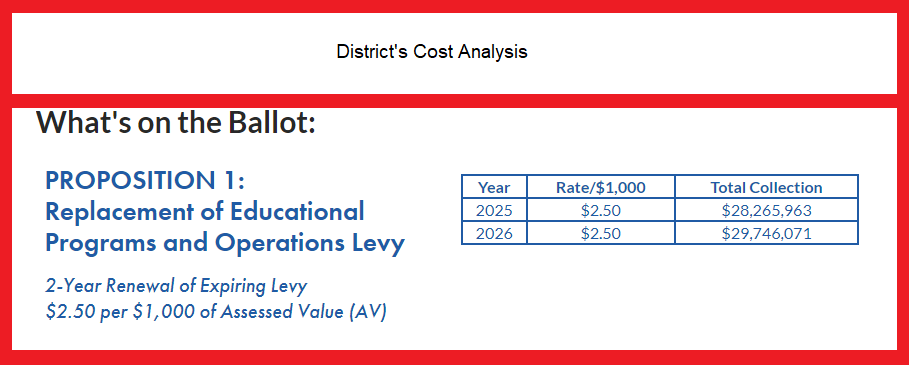 District's Cost Analysis
What's on the Ballot:
PROPOSITION 1:
Replacement of Educational
Programs and Operations Levy
2-Year Renewal of Expiring Levy
$2.50 per $1,000 of Assessed Value (AV)
Year Rate/$1,000 Total Collection
2025 $2.50 $28,265,963
2026 $2.50 $29,746,071